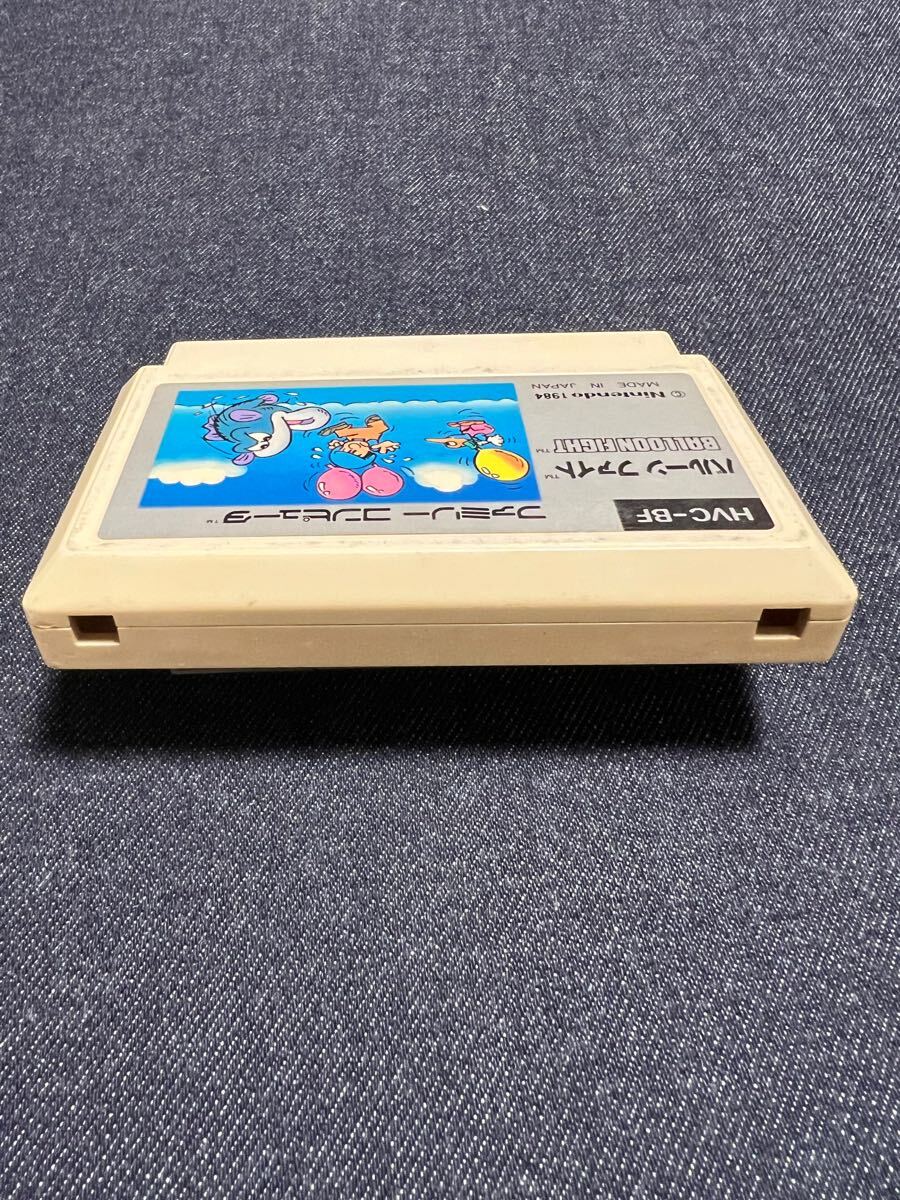 HVC-BF
ファミリー コンピュータ™
バルーン ファイト™
BALLOON FIGHT
© Nintendo 1984
MADE IN JAPAN